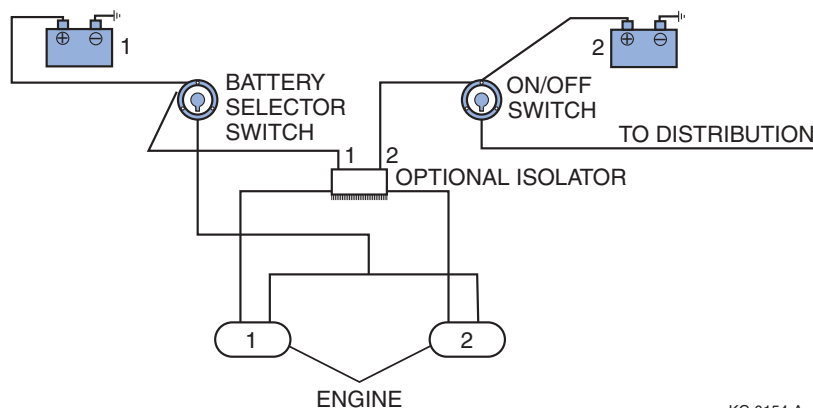 1
2
BATTERY
SELECTOR
SWITCH
ON/OFF
SWITCH
TO DISTRIBUTION
1
2
OPTIONAL ISOLATOR
1
2
ENGINE